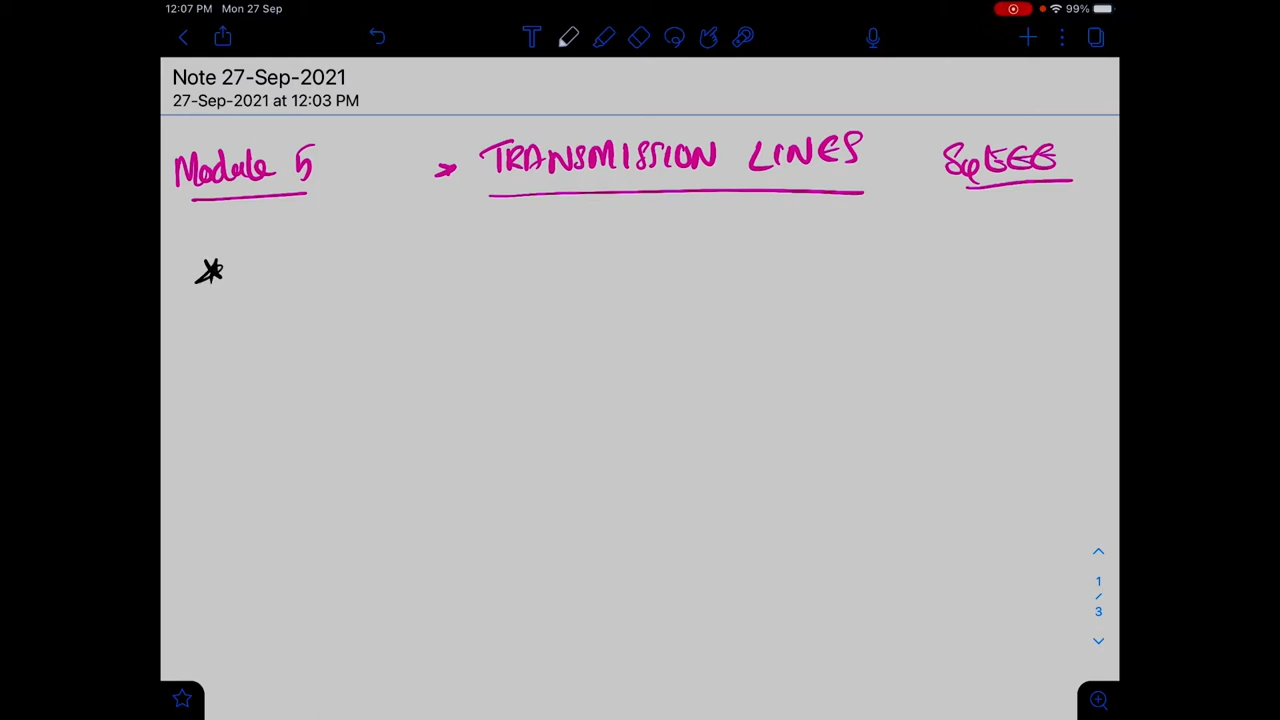 12:07 PM Mon 27 Sep 99%
T
Note 27-Sep-2021
27-Sep-2021 at 12:03 PM
Module 5 TRANSMISSION LINES
1
/
3